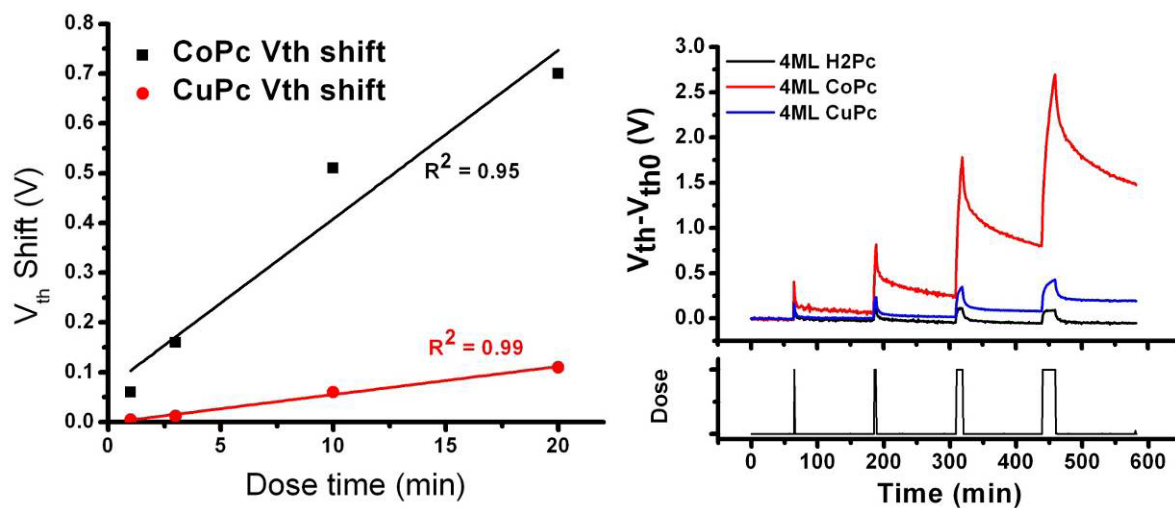 CoPc Vth shift
CuPc Vth shift
R² = 0.95
R² = 0.99
V_th Shift (V)
0.8
0.7
0.6
0.5
0.4
0.3
0.2
0.1
0.0
0 5 10 15 20
Dose time (min)
4ML H2Pc
4ML CoPc
4ML CuPc
Vth-Vth0 (V)
3.0
2.5
2.0
1.5
1.0
0.5
0.0
Dose
0 100 200 300 400 500 600
Time (min)